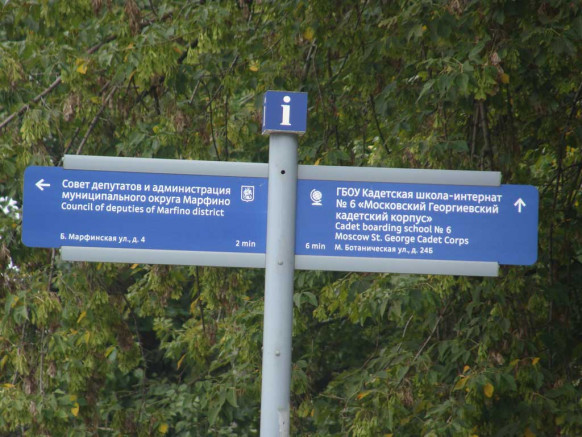 i
Совет депутатов и администрация
муниципального округа Марфино
Council of deputies of Marfino district
Б. Марфинская ул., д. 4
2 min
ГБОУ Кадетская школа-интернат
№ 6 «Московский Георгиевский
кадетский корпус»
Cadet boarding school № 6
Moscow St. George Cadet Corps
6 min
М. Ботаническая ул., д. 24Б